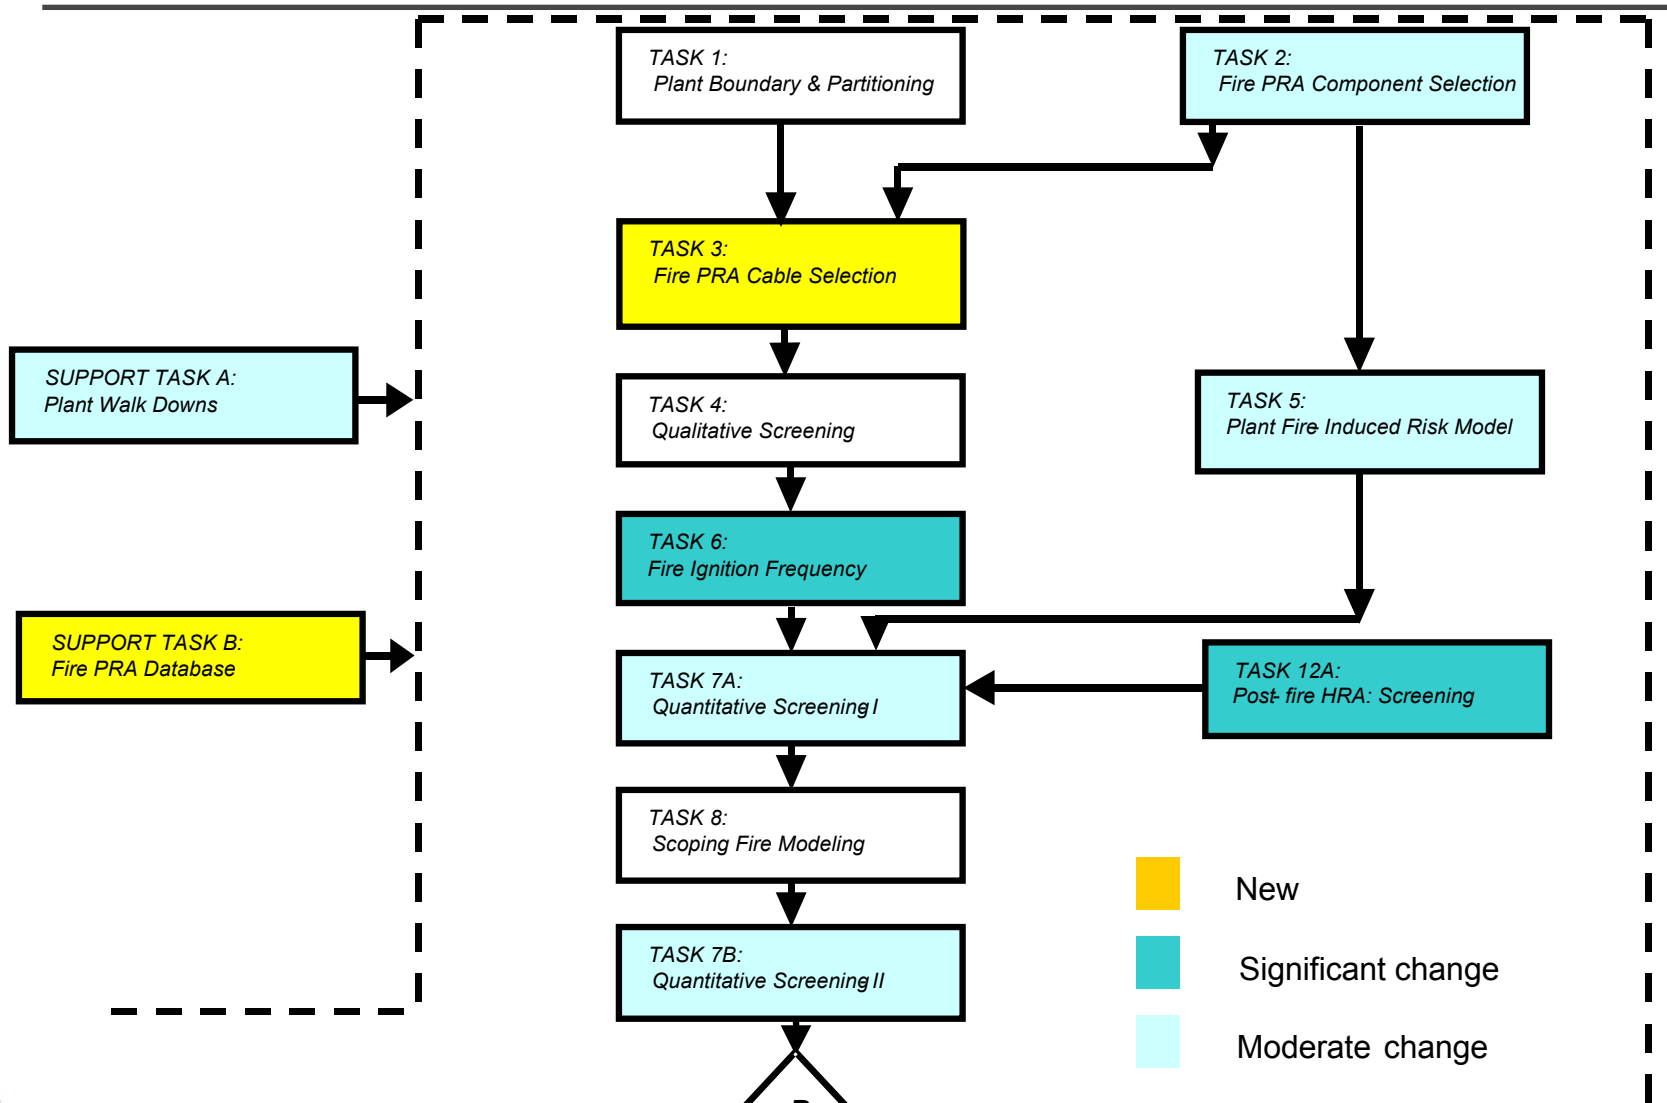 TASK 1:
Plant Boundary & Partitioning
TASK 2:
Fire PRA Component Selection
TASK 3:
Fire PRA Cable Selection
SUPPORT TASK A:
Plant Walk Downs
TASK 4:
Qualitative Screening
TASK 5:
Plant Fire-Induced Risk Model
TASK 6:
Fire Ignition Frequency
SUPPORT TASK B:
Fire PRA Database
TASK 7A:
Quantitative Screening-I
TASK 12A:
Post-fire HRA: Screening
TASK 8:
Scoping Fire Modeling
TASK 7B:
Quantitative Screening-II
New
Significant change
Moderate change